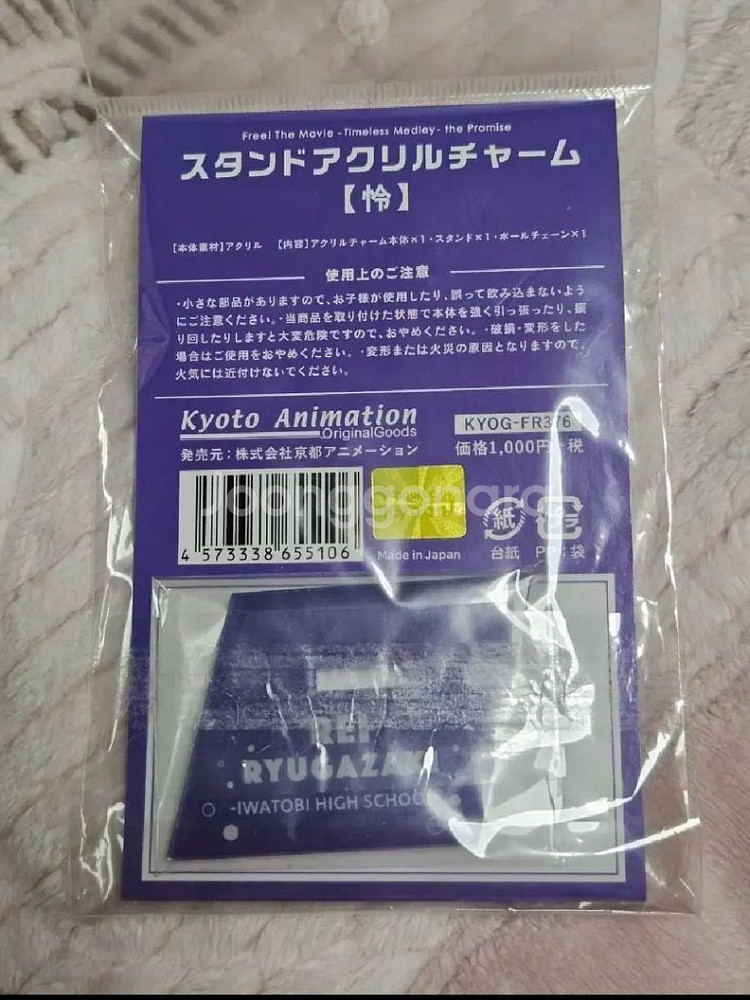 Free! The Movie -Timeless Medley- the Promise
スタンドアクリルチャーム
【怜】
【本体素材】アクリル 【内容】アクリルチャーム本体×1・スタンド×1・ボールチェーン×1
使用上のご注意
・小さな部品がありますので、お子様が使用したり、誤って飲み込まないよう
にご注意ください。・当商品を取り付けた状態で本体を強く引っ張ったり、振
り回したりしますと大変危険ですので、おやめください。・破損・変形をした
場合はご使用をおやめください。・変形または火災の原因となりますので、
火気には近付けないでください。
Kyoto Animation
OriginalGoods
KYOG-FR376
発売元：株式会社京都アニメーション
価格1,000円+税
joonggonara
4 573338 655106
Made in Japan
紙
プラ
台紙
PP:袋
REI
RYUGAZAKI
-IWATOBI HIGH SCHOOL